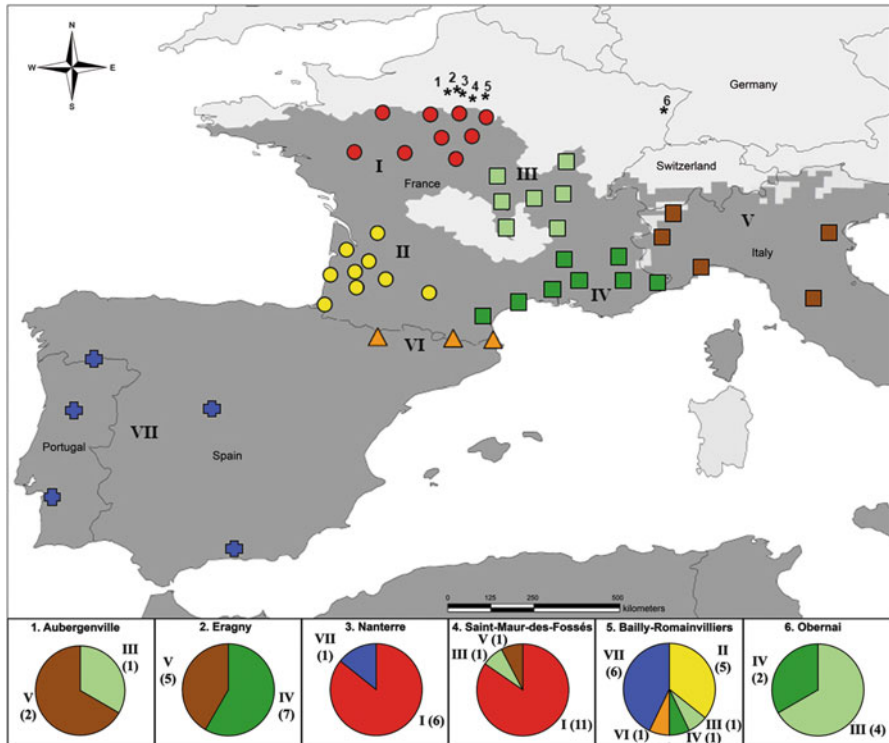 N
W E
S
1 2 3 4 5
6
Germany
Switzerland
I
III
France
V
Italy
II
IV
VI
VII
Portugal
Spain
0 125 250 500
kilometers
1. Aubergenville
III
(1)
V
(2)
2. Eragny
V
(5)
IV
(7)
3. Nanterre
VII
(1)
I (6)
4. Saint-Maur-des-Fossés
V (1)
III (1)
I (11)
5. Bailly-Romainvilliers
VII
(6)
II
(5)
III (1)
VI (1) IV (1)
6. Obernai
IV
(2)
III (4)